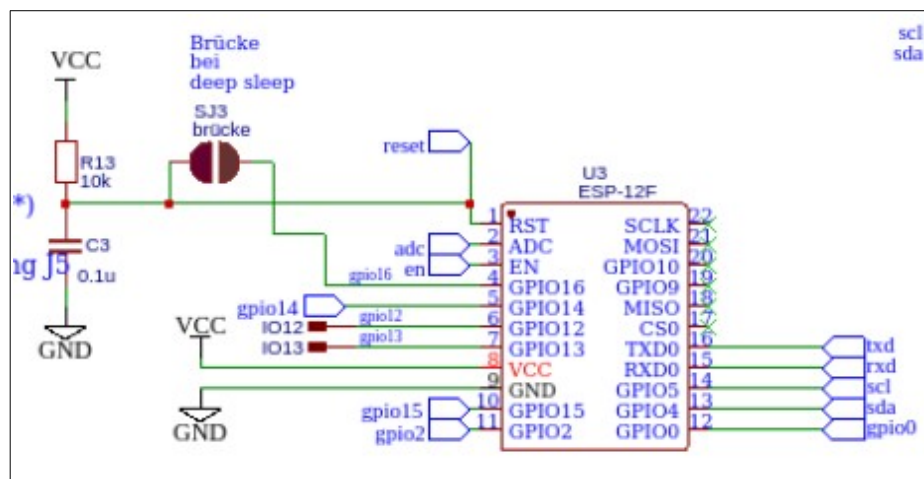 scl
sda
Brücke
bei
deep sleep
VCC
SJ3
brücke
reset
R13
10k
*)
C3
0.1u
ng J5
GND
U3
ESP-12F
1 RST SCLK 22
adc 2 ADC MOSI 21
en 3 EN GPIO10 20
gpio16 4 GPIO16 GPIO9 19
gpio14 5 GPIO14 MISO 18
IO12 gpio12 6 GPIO12 CS0 17
IO13 gpio13 7 GPIO13 TXD0 16 txd
VCC 8 VCC RXD0 15 rxd
9 GND GPIO5 14 scl
gpio15 10 GPIO15 GPIO4 13 sda
GND
gpio2 11 GPIO2 GPIO0 12 gpio0